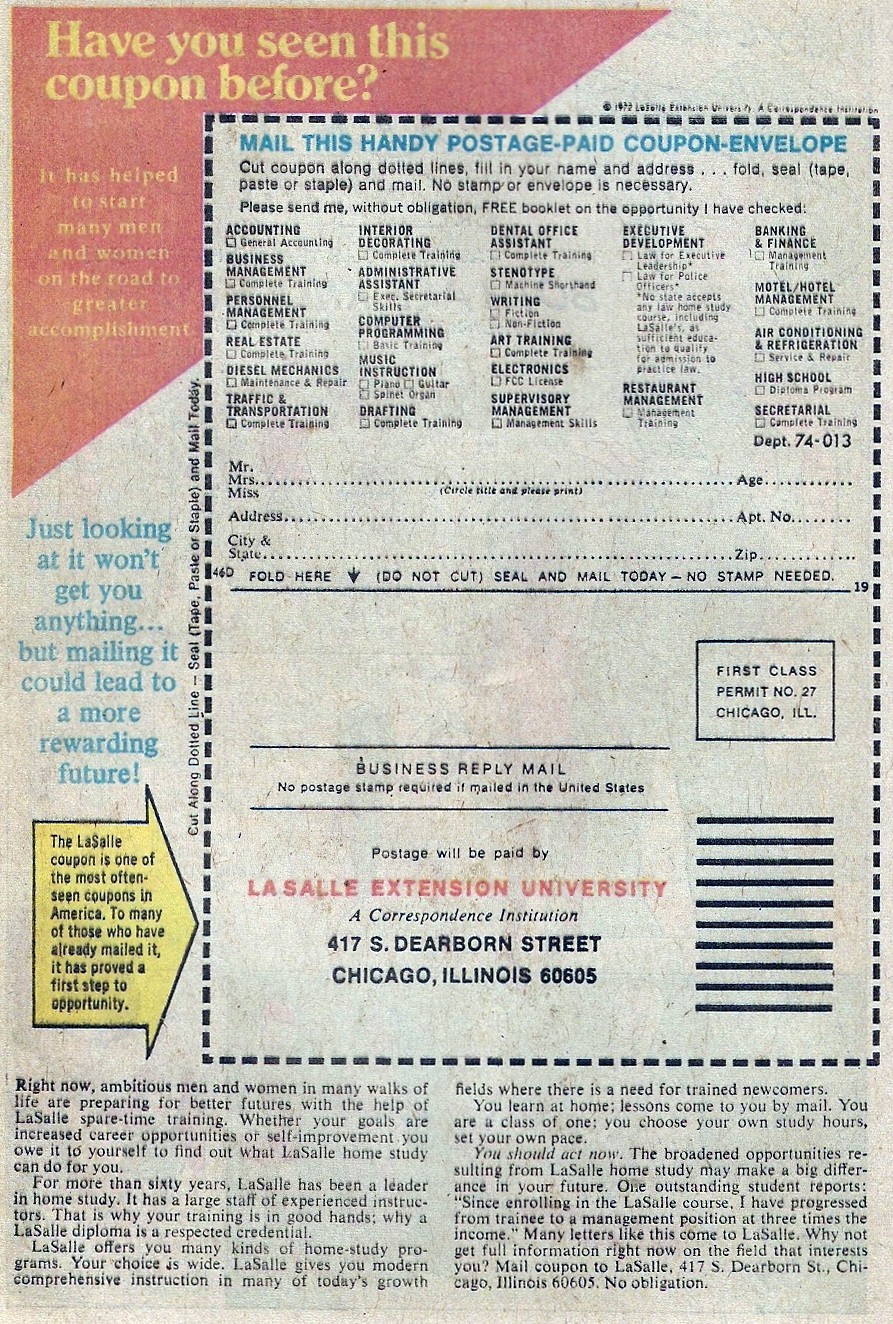 Have you seen this
coupon before?
It has helped
to start
many men
and women
on the road to
greater
accomplishment
© 1972 LaSalle Extension University. A Correspondence Institution
MAIL THIS HANDY POSTAGE-PAID COUPON-ENVELOPE
Cut coupon along dotted lines, fill in your name and address . . . fold, seal (tape,
paste or staple) and mail. No stamp or envelope is necessary.
Please send me, without obligation, FREE booklet on the opportunity I have checked:
ACCOUNTING
☐ General Accounting
BUSINESS
MANAGEMENT
☐ Complete Training
PERSONNEL
MANAGEMENT
☐ Complete Training
REAL ESTATE
☐ Complete Training
DIESEL MECHANICS
☐ Maintenance & Repair
TRAFFIC &
TRANSPORTATION
☐ Complete Training
INTERIOR
DECORATING
☐ Complete Training
ADMINISTRATIVE
ASSISTANT
☐ Exec. Secretarial
Skills
COMPUTER
PROGRAMMING
☐ Basic Training
MUSIC
INSTRUCTION
☐ Piano ☐ Guitar
☐ Spinet Organ
DRAFTING
☐ Complete Training
DENTAL OFFICE
ASSISTANT
☐ Complete Training
STENOTYPE
☐ Machine Shorthand
WRITING
☐ Fiction
☐ Non-Fiction
ART TRAINING
☐ Complete Training
ELECTRONICS
☐ FCC License
SUPERVISORY
MANAGEMENT
☐ Management Skills
EXECUTIVE
DEVELOPMENT
☐ Law for Executive
Leadership*
☐ Law for Police
Officers*
*No state accepts
any law home study
course, including
LaSalle's, as
sufficient educa-
tion to qualify
for admission to
practice law.
RESTAURANT
MANAGEMENT
☐ Management
Training
BANKING
& FINANCE
☐ Management
Training
MOTEL/HOTEL
MANAGEMENT
☐ Complete Training
AIR CONDITIONING
& REFRIGERATION
☐ Service & Repair
HIGH SCHOOL
☐ Diploma Program
SECRETARIAL
☐ Complete Training
Dept. 74-013
Mr.
Mrs. Age
Miss (Circle title and please print)
Address Apt. No.
City &
State Zip
46D FOLD HERE (DO NOT CUT) SEAL AND MAIL TODAY – NO STAMP NEEDED.
19
Cut Along Dotted Line — Seal (Tape, Paste or Staple) and Mail Today.
Just looking
at it won't
get you
anything...
but mailing it
could lead to
a more
rewarding
future!
FIRST CLASS
PERMIT NO. 27
CHICAGO, ILL.
BUSINESS REPLY MAIL
No postage stamp required if mailed in the United States
The LaSalle
coupon is one of
the most often-
seen coupons in
America. To many
of those who have
already mailed it,
it has proved a
first step to
opportunity.
Postage will be paid by
LA SALLE EXTENSION UNIVERSITY
A Correspondence Institution
417 S. DEARBORN STREET
CHICAGO, ILLINOIS 60605
Right now, ambitious men and women in many walks of
life are preparing for better futures with the help of
LaSalle spare-time training. Whether your goals are
increased career opportunities or self-improvement you
owe it to yourself to find out what LaSalle home study
can do for you.
For more than sixty years, LaSalle has been a leader
in home study. It has a large staff of experienced instruc-
tors. That is why your training is in good hands; why a
LaSalle diploma is a respected credential.
LaSalle offers you many kinds of home-study pro-
grams. Your choice is wide. LaSalle gives you modern
comprehensive instruction in many of today's growth
fields where there is a need for trained newcomers.
You learn at home; lessons come to you by mail. You
are a class of one; you choose your own study hours,
set your own pace.
You should act now. The broadened opportunities re-
sulting from LaSalle home study may make a big differ-
ance in your future. One outstanding student reports:
"Since enrolling in the LaSalle course, I have progressed
from trainee to a management position at three times the
income." Many letters like this come to LaSalle. Why not
get full information right now on the field that interests
you? Mail coupon to LaSalle, 417 S. Dearborn St., Chi-
cago, Illinois 60605. No obligation.